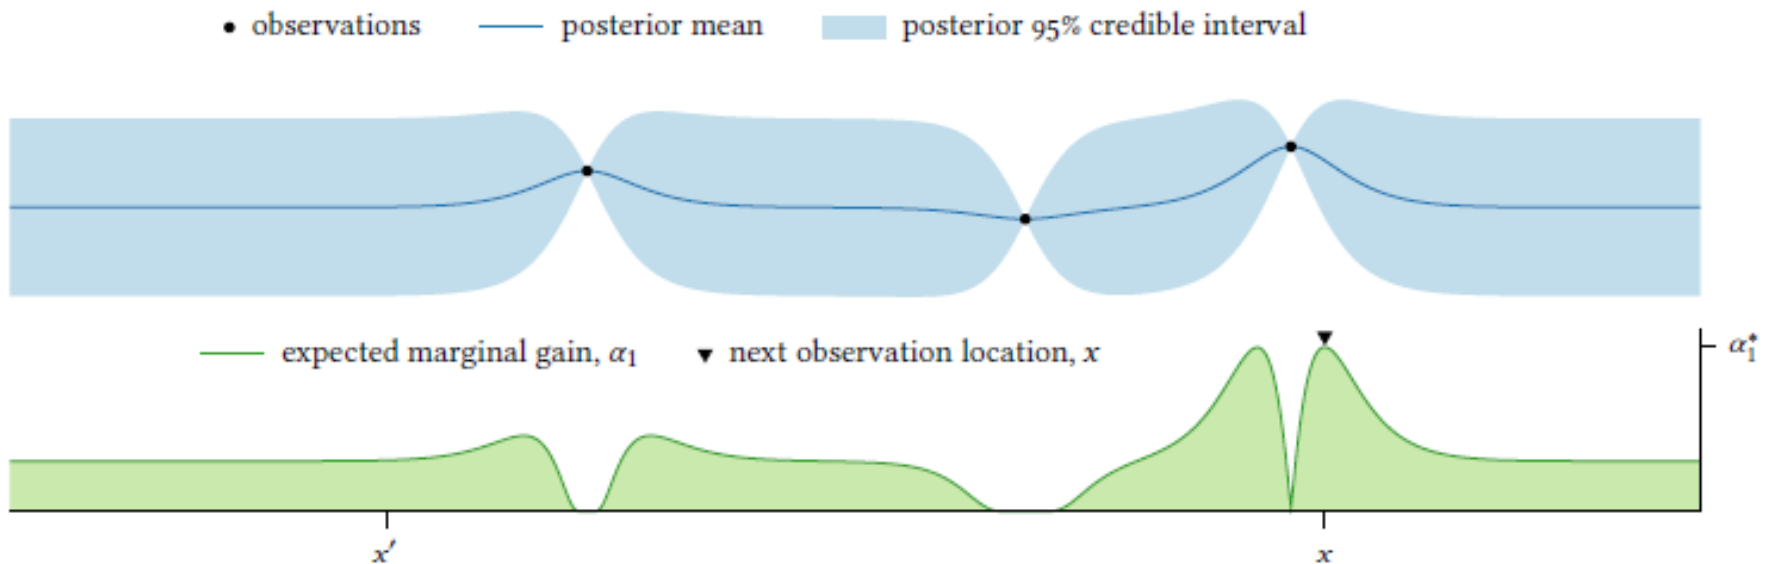 observations posterior mean posterior 95% credible interval
expected marginal gain, α₁ next observation location, x
α₁*
x′ x